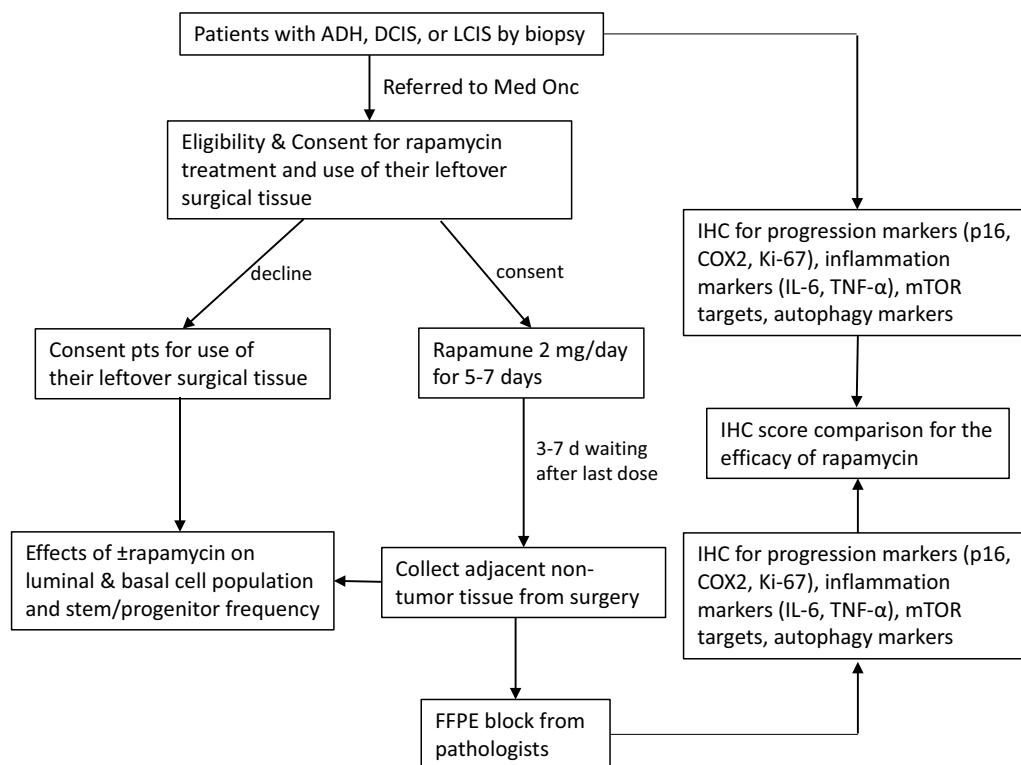 Patients with ADH, DCIS, or LCIS by biopsy
Referred to Med Onc
Eligibility & Consent for rapamycin
treatment and use of their leftover
surgical tissue
decline
consent
Consent pts for use of
their leftover surgical tissue
Rapamune 2 mg/day
for 5-7 days
3-7 d waiting
after last dose
Effects of ±rapamycin on
luminal & basal cell population
and stem/progenitor frequency
Collect adjacent non-
tumor tissue from surgery
FFPE block from
pathologists
IHC for progression markers (p16,
COX2, Ki-67), inflammation
markers (IL-6, TNF-α), mTOR
targets, autophagy markers
IHC score comparison for the
efficacy of rapamycin
IHC for progression markers (p16,
COX2, Ki-67), inflammation
markers (IL-6, TNF-α), mTOR
targets, autophagy markers